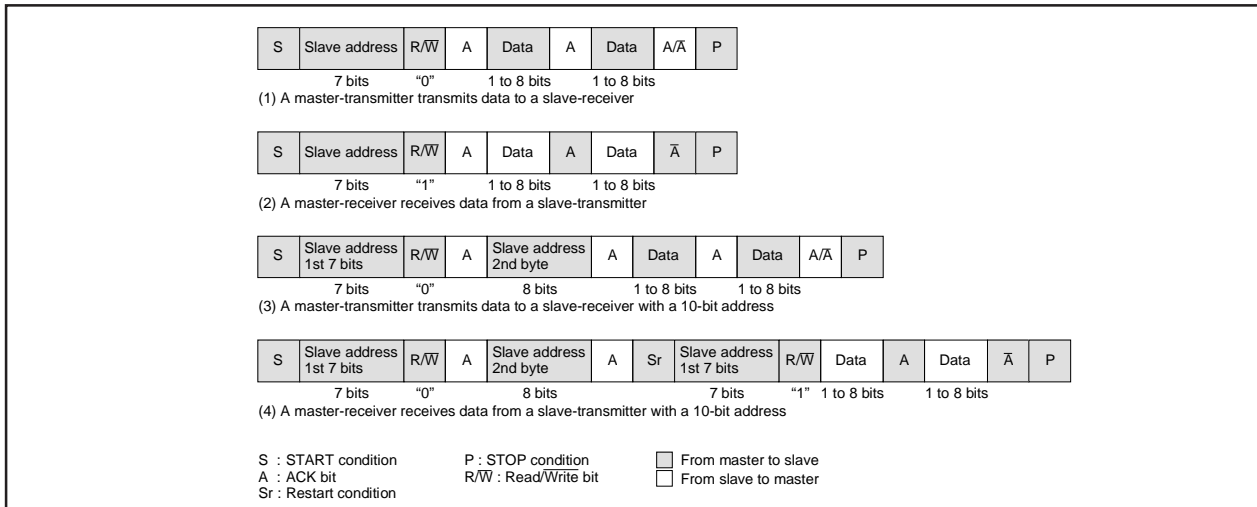 S Slave address R/W̅ A Data A Data A/A̅ P
7 bits "0" 1 to 8 bits 1 to 8 bits
(1) A master-transmitter transmits data to a slave-receiver
S Slave address R/W̅ A Data A Data A̅ P
7 bits "1" 1 to 8 bits 1 to 8 bits
(2) A master-receiver receives data from a slave-transmitter
S Slave address 1st 7 bits R/W̅ A Slave address 2nd byte A Data A Data A/A̅ P
7 bits "0" 8 bits 1 to 8 bits 1 to 8 bits
(3) A master-transmitter transmits data to a slave-receiver with a 10-bit address
S Slave address 1st 7 bits R/W̅ A Slave address 2nd byte A Sr Slave address 1st 7 bits R/W̅ Data A Data A̅ P
7 bits "0" 8 bits 7 bits "1" 1 to 8 bits 1 to 8 bits
(4) A master-receiver receives data from a slave-transmitter with a 10-bit address
S : START condition P : STOP condition From master to slave
A : ACK bit R/W̅ : Read/W̅r̅i̅t̅e̅ bit From slave to master
Sr : Restart condition